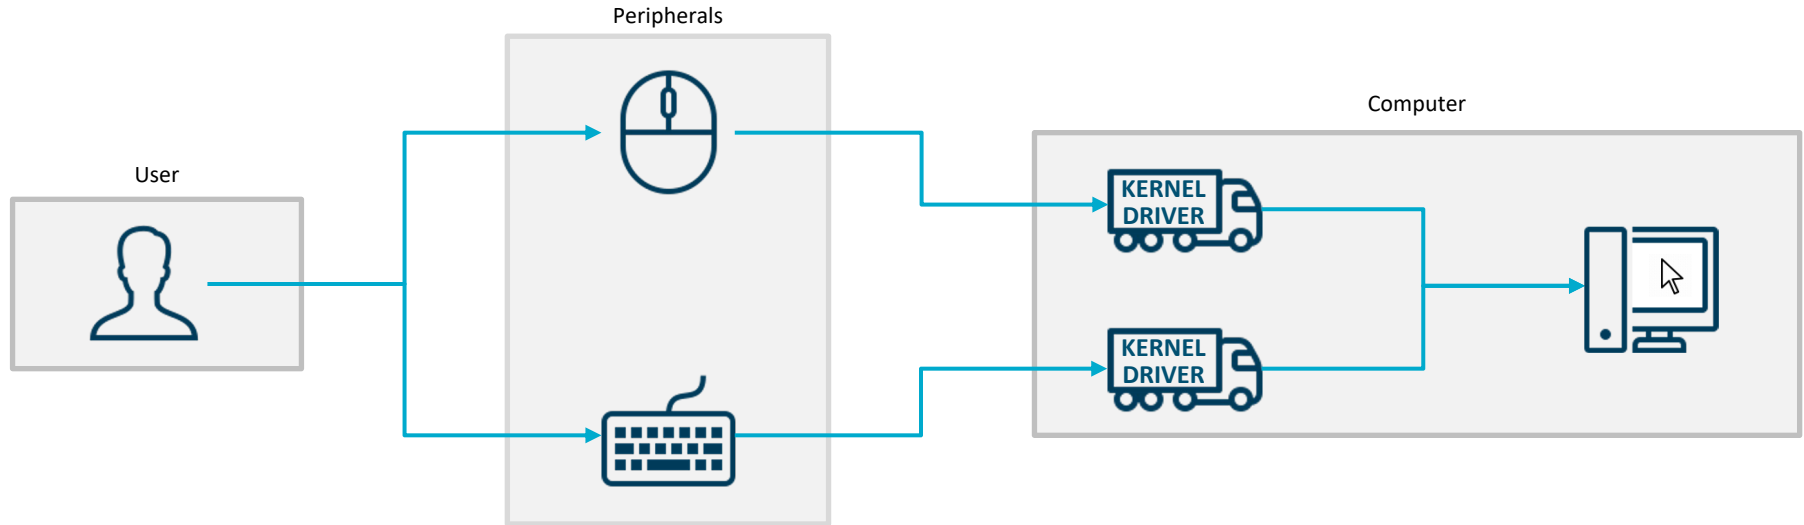 Peripherals
Computer
User
KERNEL
DRIVER
KERNEL
DRIVER